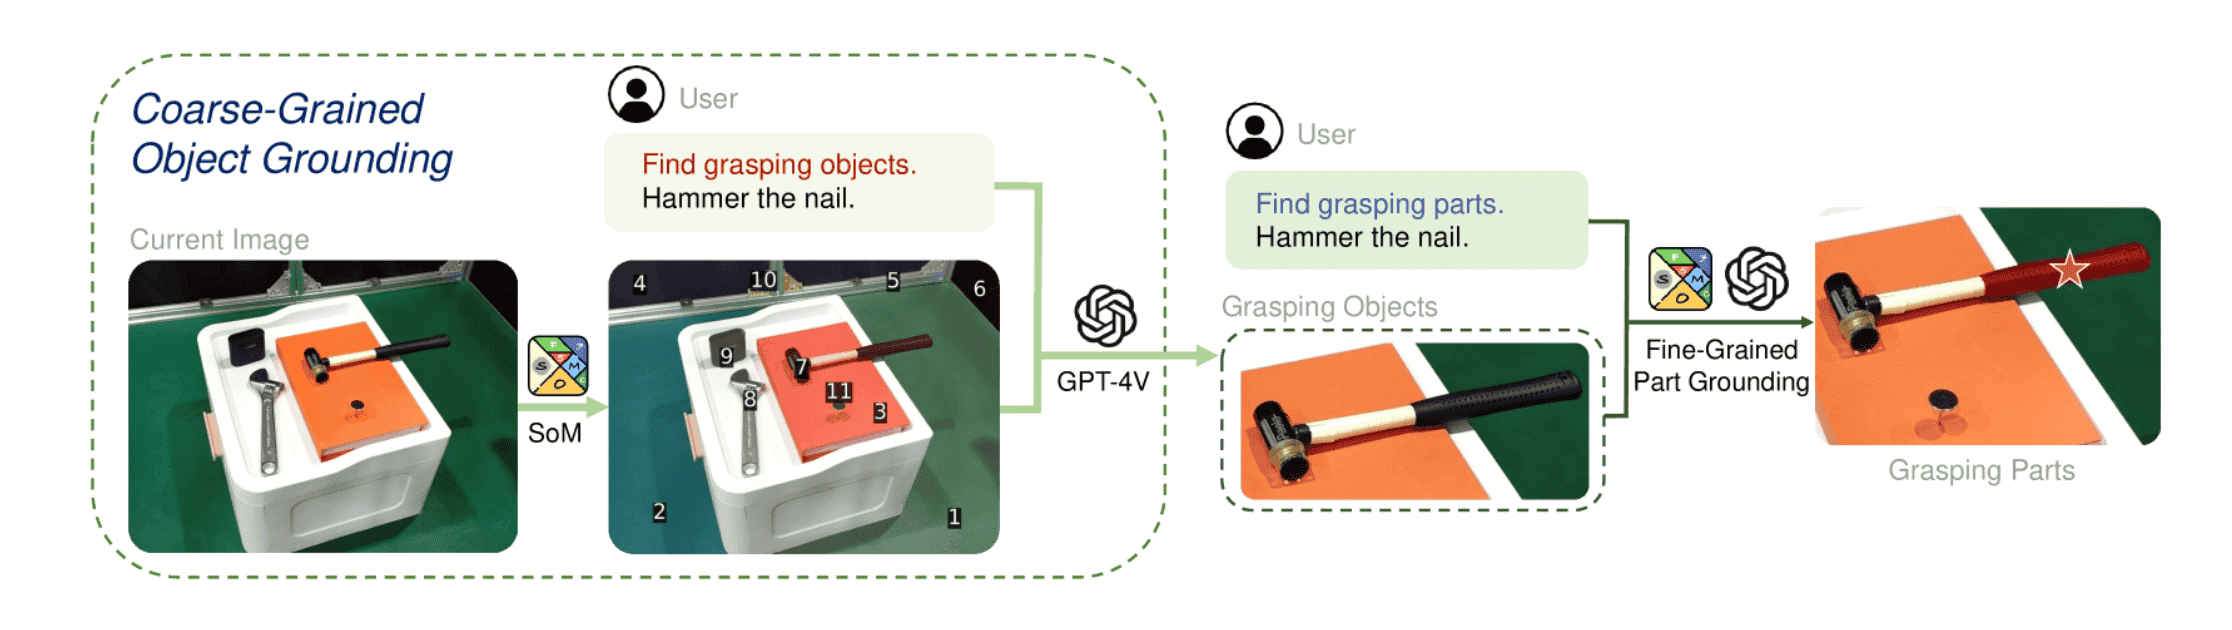 Coarse-Grained
Object Grounding
User
Find grasping objects.
Hammer the nail.
Current Image
4
10
5
6
9
7
8
11
3
2
1
SoM
GPT-4V
User
Find grasping parts.
Hammer the nail.
Grasping Objects
Fine-Grained
Part Grounding
Grasping Parts